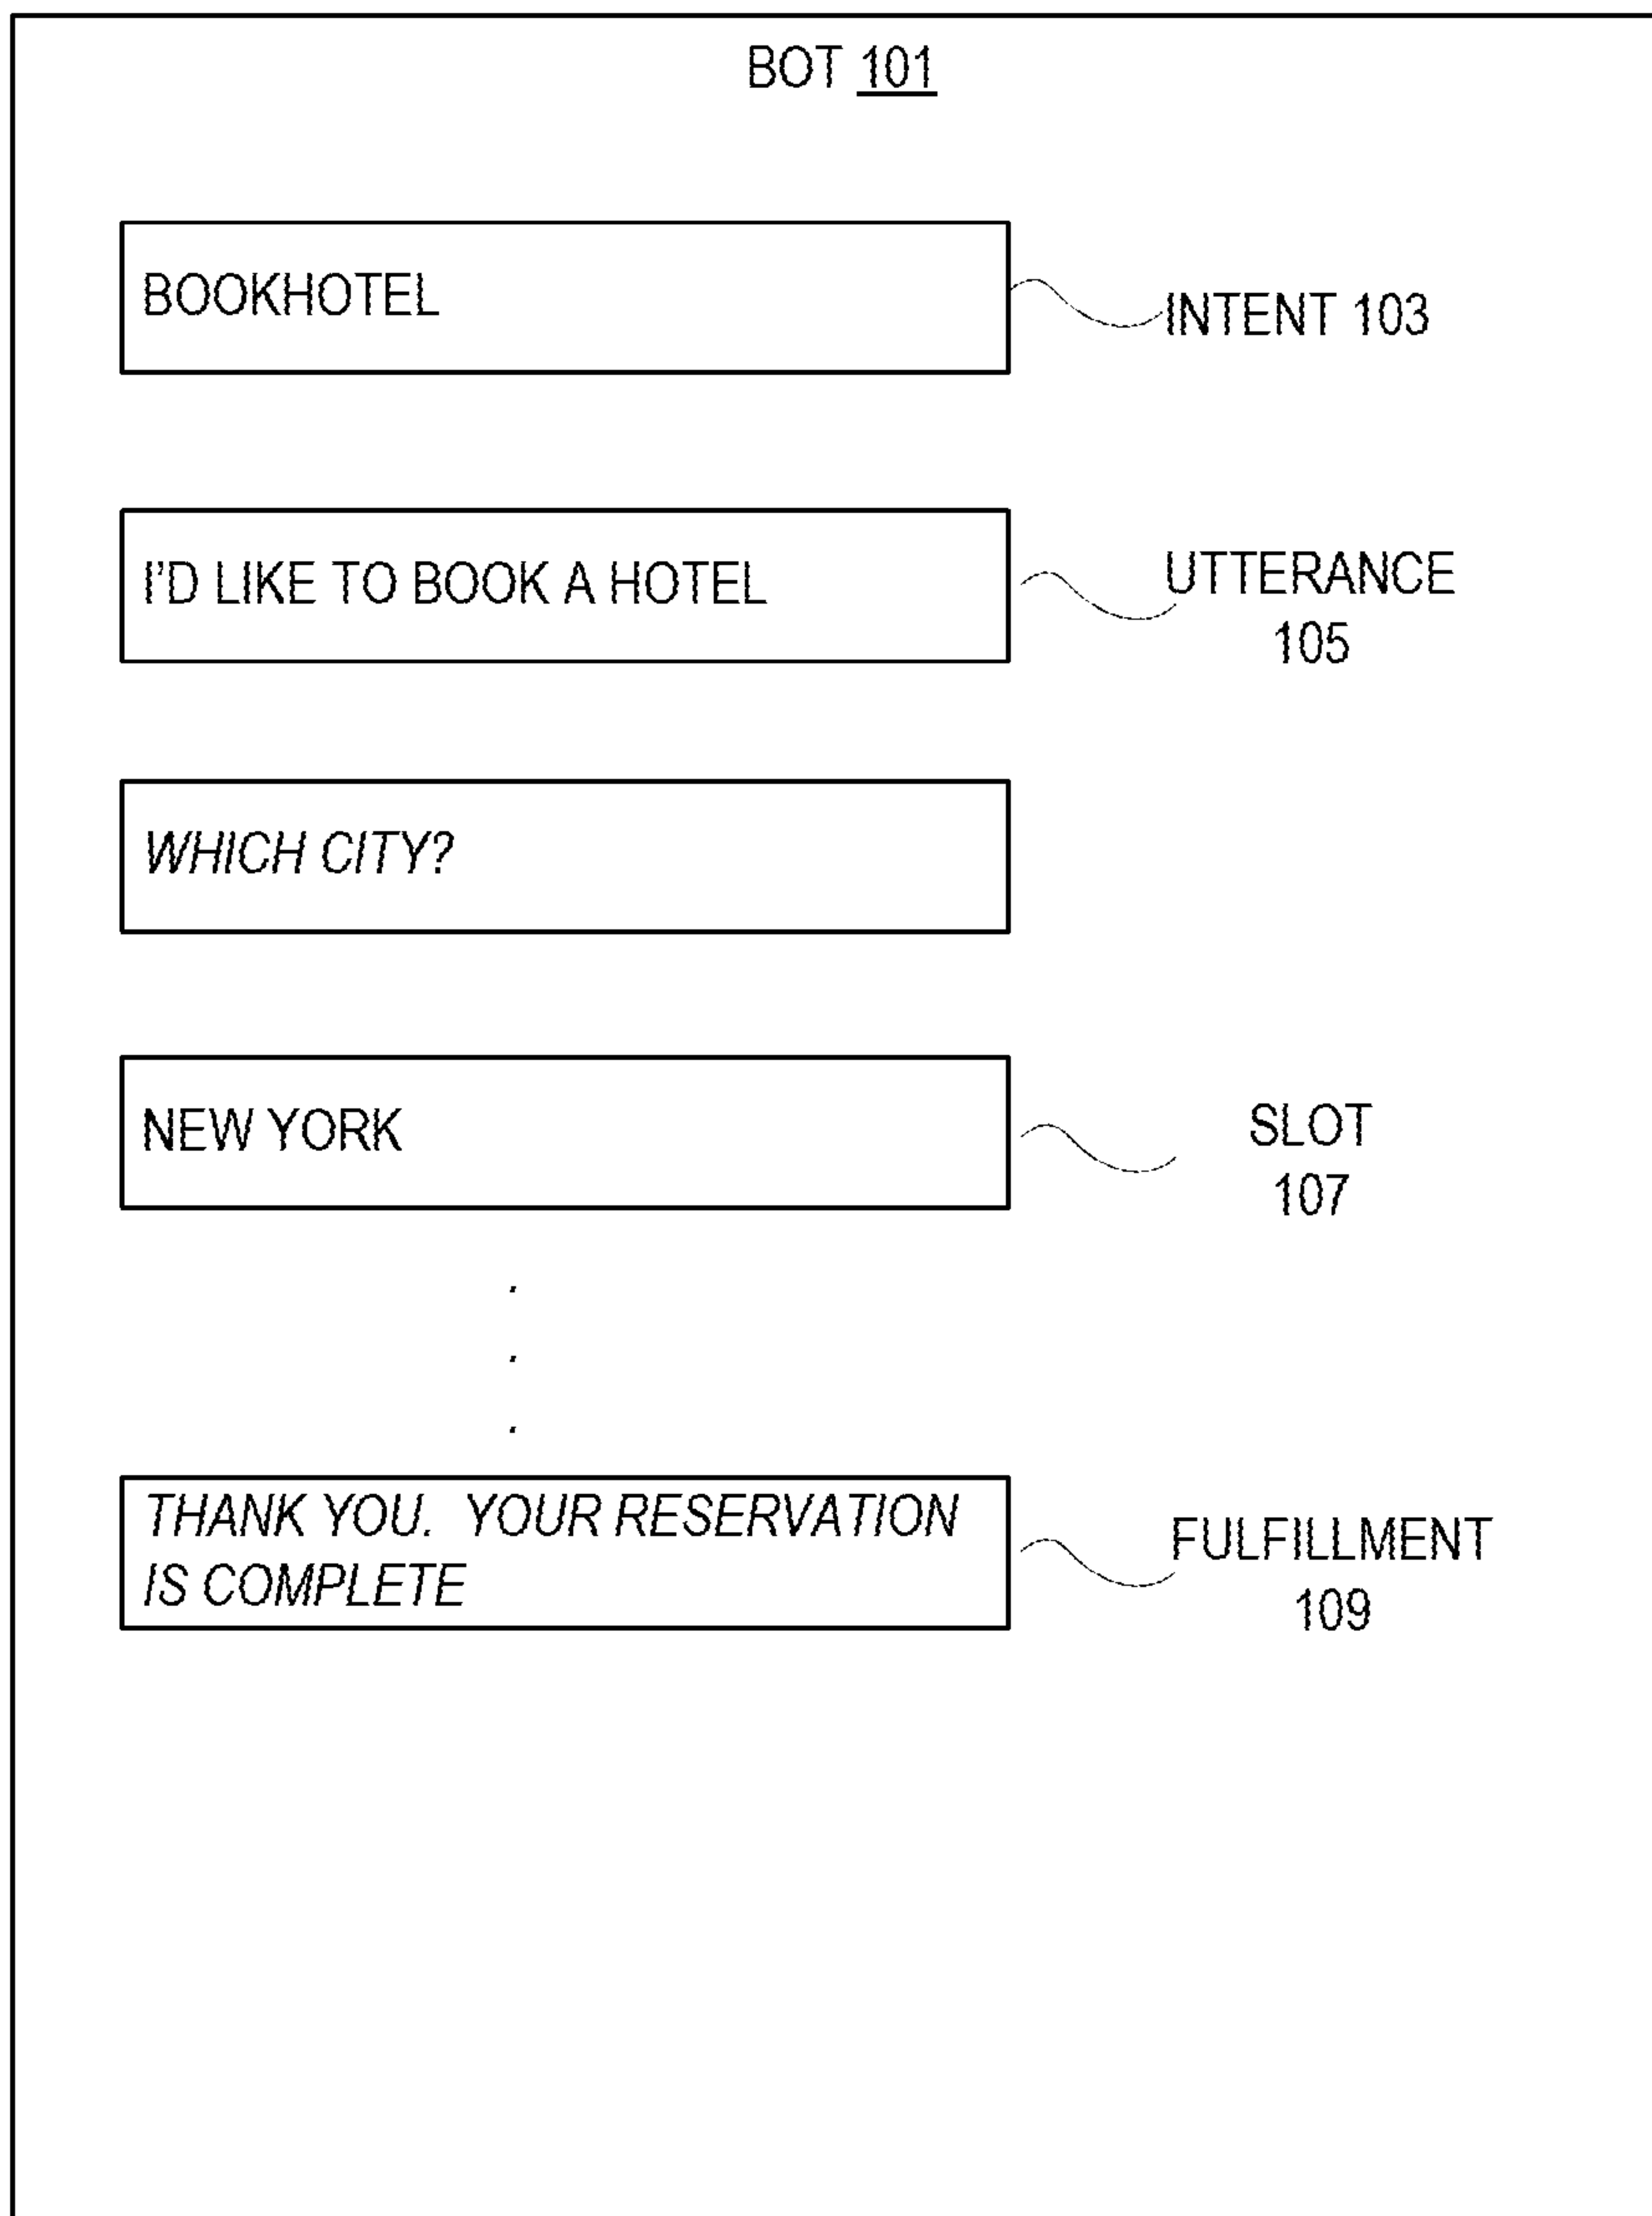 BOT 101
BOOKHOTEL
INTENT 103
I'D LIKE TO BOOK A HOTEL
UTTERANCE
105
WHICH CITY?
NEW YORK
SLOT
107
.
.
.
THANK YOU. YOUR RESERVATION
IS COMPLETE
FULFILLMENT
109